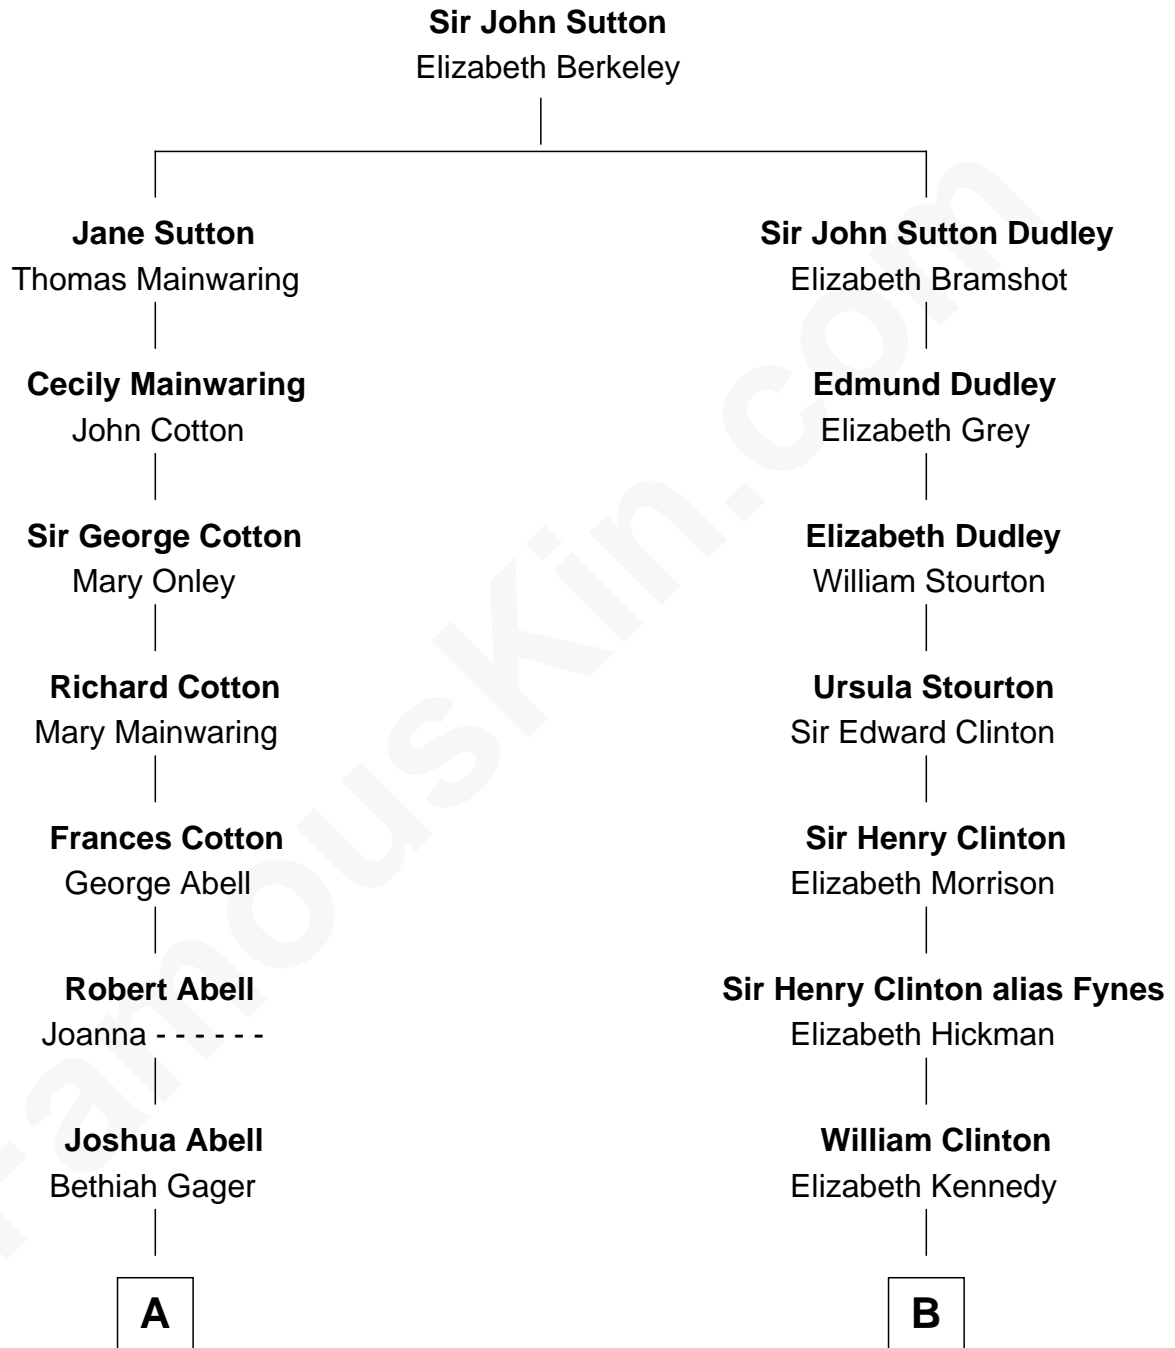 Sir John Sutton
Elizabeth Berkeley
Jane Sutton
Thomas Mainwaring
Sir John Sutton Dudley
Elizabeth Bramshot
Cecily Mainwaring
John Cotton
Edmund Dudley
Elizabeth Grey
Sir George Cotton
Mary Onley
Elizabeth Dudley
William Stourton
Richard Cotton
Mary Mainwaring
Ursula Stourton
Sir Edward Clinton
Frances Cotton
George Abell
Sir Henry Clinton
Elizabeth Morrison
Robert Abell
Joanna - - - - - -
Sir Henry Clinton alias Fynes
Elizabeth Hickman
Joshua Abell
Bethiah Gager
William Clinton
Elizabeth Kennedy
A
B
FamousKin.com